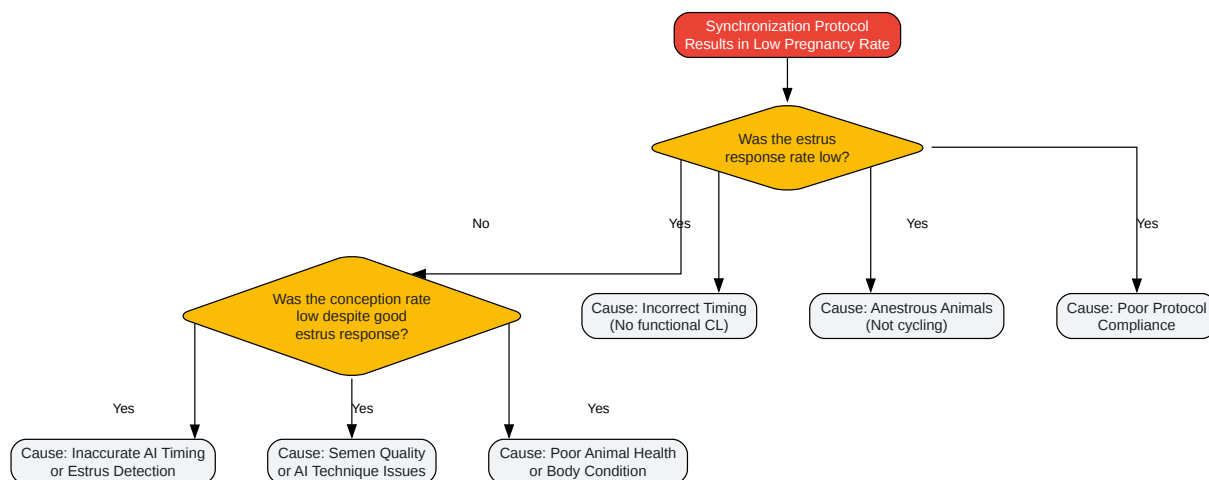 Synchronization Protocol
Results in Low Pregnancy Rate
Was the estrus
response rate low?
No
Yes
Yes
Yes
Was the conception rate
low despite good
estrus response?
Cause: Incorrect Timing
(No functional CL)
Cause: Anestrous Animals
(Not cycling)
Cause: Poor Protocol
Compliance
Yes
Yes
Yes
Cause: Inaccurate AI Timing
or Estrus Detection
Cause: Semen Quality
or AI Technique Issues
Cause: Poor Animal Health
or Body Condition